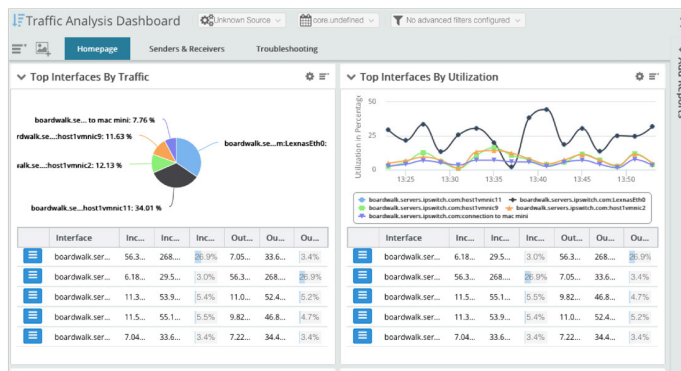 Traffic Analysis Dashboard
Unknown Source
core.undefined
No advanced filters configured
Homepage
Senders & Receivers
Troubleshooting
Add Reports
Top Interfaces By Traffic
boardwalk.se... to mac mini: 7.76 %
rdwalk.se...:host1vmnic9: 11.63 %
alk.se...:host1vmnic2: 12.13 %
boardwalk.se...host1vmnic11: 34.01 %
boardwalk.se...m:LexnasEth0:
Interface Inc... Inc... Inc... Out... Ou... Ou...
boardwalk.ser... 56.3... 268.... 26.9% 7.05... 33.6... 3.4%
boardwalk.ser... 6.18... 29.5... 3.0% 56.3... 268.... 26.9%
boardwalk.ser... 11.3... 53.9... 5.4% 11.0... 52.4... 5.2%
boardwalk.ser... 11.5... 55.1... 5.5% 9.82... 46.8... 4.7%
boardwalk.ser... 7.04... 33.6... 3.4% 7.22... 34.4... 3.4%
Top Interfaces By Utilization
Utilization in Percentag
50
25
0
13:25 13:30 13:35 13:40 13:45 13:50
boardwalk.servers.ipswitch.com:host1vmnic11 boardwalk.servers.ipswitch.com:LexnasEth0
boardwalk.servers.ipswitch.com:host1vmnic9 boardwalk.servers.ipswitch.com:host1vmnic2
boardwalk.servers.ipswitch.com:connection to mac mini
Interface Inc... Inc... Inc... Out... Ou... Ou...
boardwalk.ser... 6.18... 29.5... 3.0% 56.3... 268.... 26.9%
boardwalk.ser... 56.3... 268.... 26.9% 7.05... 33.6... 3.4%
boardwalk.ser... 11.5... 55.1... 5.5% 9.82... 46.8... 4.7%
boardwalk.ser... 11.3... 53.9... 5.4% 11.0... 52.4... 5.2%
boardwalk.ser... 7.04... 33.6... 3.4% 7.22... 34.4... 3.4%